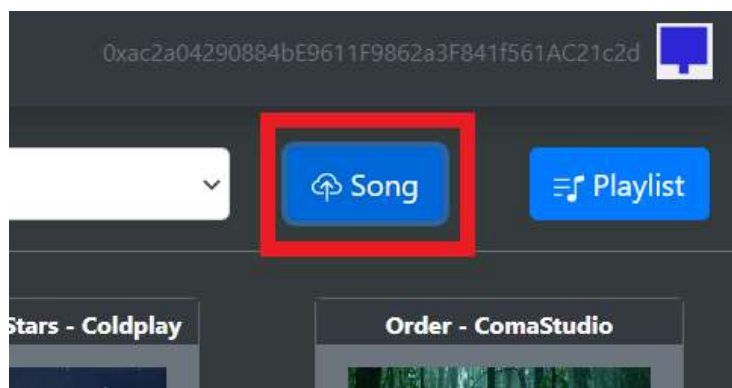 0xac2a04290884bE9611F9862a3F841f561AC21c2d
Song
Playlist
Stars - Coldplay
Order - ComaStudio